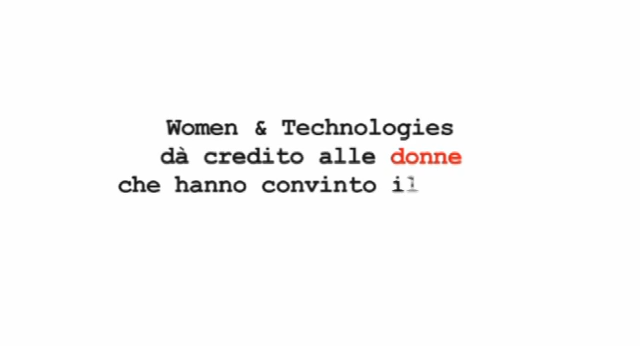 Women & Technologies
dà credito alle donne
che hanno convinto il